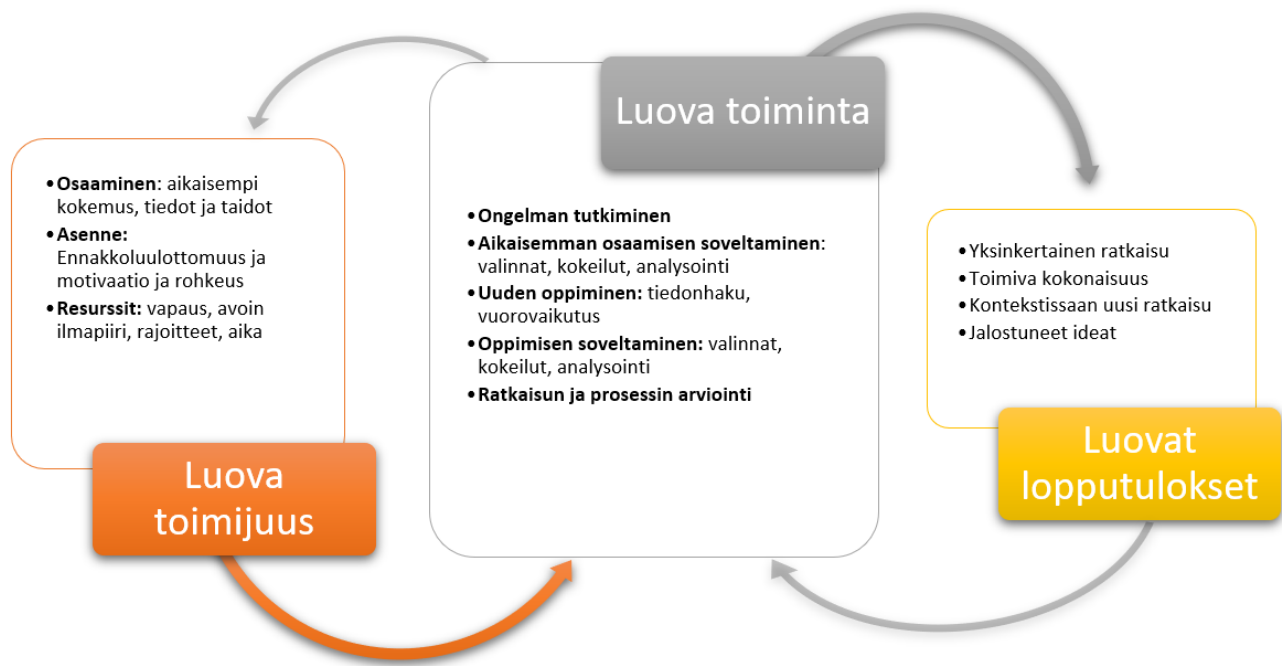 •Osaaminen: aikaisempi
kokemus, tiedot ja taidot
•Asenne:
Ennakkoluulottomuus ja
motivaatio ja rohkeus
•Resurssit: vapaus, avoin
ilmapiiri, rajoitteet, aika
Luova
toimijuus
Luova toiminta
•Ongelman tutkiminen
•Aikaisemman osaamisen soveltaminen:
valinnat, kokeilut, analysointi
•Uuden oppiminen: tiedonhaku,
vuorovaikutus
•Oppimisen soveltaminen: valinnat,
kokeilut, analysointi
•Ratkaisun ja prosessin arviointi
•Yksinkertainen ratkaisu
•Toimiva kokonaisuus
•Kontekstissaan uusi ratkaisu
•Jalostuneet ideat
Luovat
lopputulokset